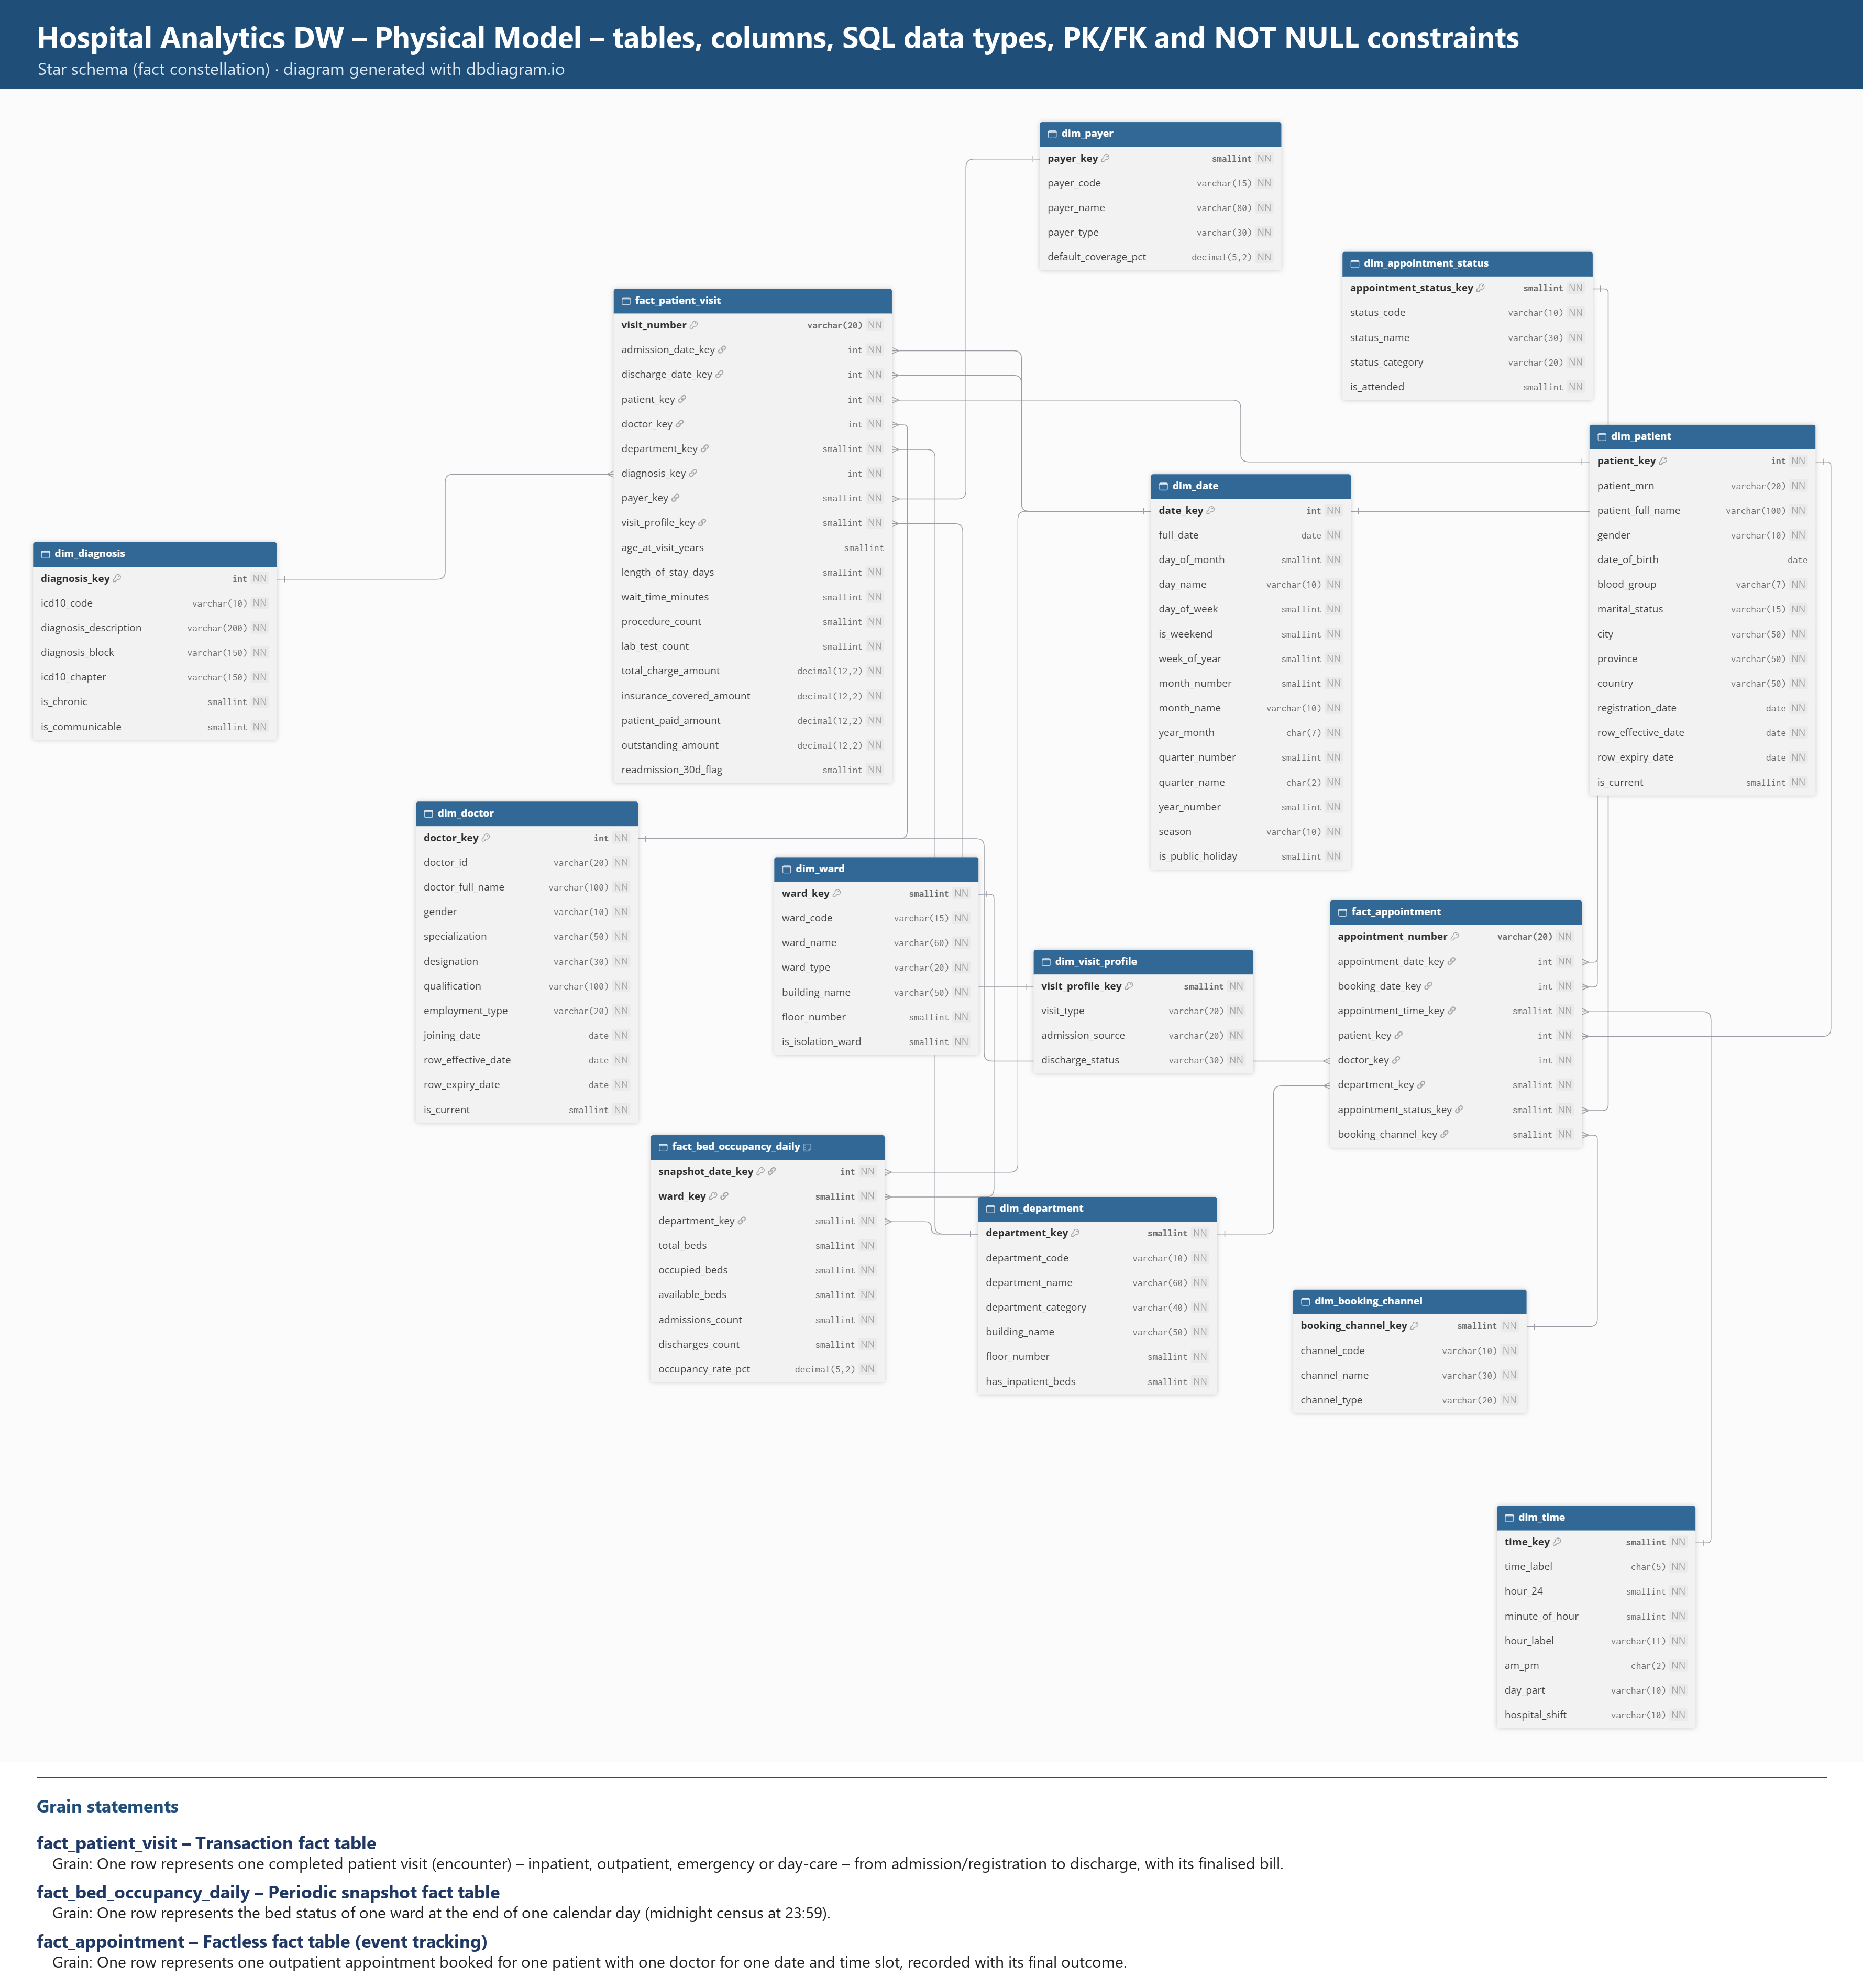 Hospital Analytics DW – Physical Model – tables, columns, SQL data types, PK/FK and NOT NULL constraints
Star schema (fact constellation) · diagram generated with dbdiagram.io
dim_payer
payer_key smallint NN
payer_code varchar(15) NN
payer_name varchar(80) NN
payer_type varchar(30) NN
default_coverage_pct decimal(5,2) NN
dim_appointment_status
appointment_status_key smallint NN
status_code varchar(10) NN
status_name varchar(30) NN
status_category varchar(20) NN
is_attended smallint NN
fact_patient_visit
visit_number varchar(20) NN
admission_date_key int NN
discharge_date_key int NN
patient_key int NN
doctor_key int NN
department_key smallint NN
diagnosis_key int NN
payer_key smallint NN
visit_profile_key smallint NN
age_at_visit_years smallint
length_of_stay_days smallint NN
wait_time_minutes smallint NN
procedure_count smallint NN
lab_test_count smallint NN
total_charge_amount decimal(12,2) NN
insurance_covered_amount decimal(12,2) NN
patient_paid_amount decimal(12,2) NN
outstanding_amount decimal(12,2) NN
readmission_30d_flag smallint NN
dim_patient
patient_key int NN
patient_mrn varchar(20) NN
patient_full_name varchar(100) NN
gender varchar(10) NN
date_of_birth date
blood_group varchar(7) NN
marital_status varchar(15) NN
city varchar(50) NN
province varchar(50) NN
country varchar(50) NN
registration_date date NN
row_effective_date date NN
row_expiry_date date NN
is_current smallint NN
dim_date
date_key int NN
full_date date NN
day_of_month smallint NN
day_name varchar(10) NN
day_of_week smallint NN
is_weekend smallint NN
week_of_year smallint NN
month_number smallint NN
month_name varchar(10) NN
year_month char(7) NN
quarter_number smallint NN
quarter_name char(2) NN
year_number smallint NN
season varchar(10) NN
is_public_holiday smallint NN
dim_diagnosis
diagnosis_key int NN
icd10_code varchar(10) NN
diagnosis_description varchar(200) NN
diagnosis_block varchar(150) NN
icd10_chapter varchar(150) NN
is_chronic smallint NN
is_communicable smallint NN
dim_doctor
doctor_key int NN
doctor_id varchar(20) NN
doctor_full_name varchar(100) NN
gender varchar(10) NN
specialization varchar(50) NN
designation varchar(30) NN
qualification varchar(100) NN
employment_type varchar(20) NN
joining_date date NN
row_effective_date date NN
row_expiry_date date NN
is_current smallint NN
dim_ward
ward_key smallint NN
ward_code varchar(15) NN
ward_name varchar(60) NN
ward_type varchar(20) NN
building_name varchar(50) NN
floor_number smallint NN
is_isolation_ward smallint NN
dim_visit_profile
visit_profile_key smallint NN
visit_type varchar(20) NN
admission_source varchar(20) NN
discharge_status varchar(30) NN
fact_appointment
appointment_number varchar(20) NN
appointment_date_key int NN
booking_date_key int NN
appointment_time_key smallint NN
patient_key int NN
doctor_key int NN
department_key smallint NN
appointment_status_key smallint NN
booking_channel_key smallint NN
fact_bed_occupancy_daily
snapshot_date_key int NN
ward_key smallint NN
department_key smallint NN
total_beds smallint NN
occupied_beds smallint NN
available_beds smallint NN
admissions_count smallint NN
discharges_count smallint NN
occupancy_rate_pct decimal(5,2) NN
dim_department
department_key smallint NN
department_code varchar(10) NN
department_name varchar(60) NN
department_category varchar(40) NN
building_name varchar(50) NN
floor_number smallint NN
has_inpatient_beds smallint NN
dim_booking_channel
booking_channel_key smallint NN
channel_code varchar(10) NN
channel_name varchar(30) NN
channel_type varchar(20) NN
dim_time
time_key smallint NN
time_label char(5) NN
hour_24 smallint NN
minute_of_hour smallint NN
hour_label varchar(11) NN
am_pm char(2) NN
day_part varchar(10) NN
hospital_shift varchar(10) NN
Grain statements
fact_patient_visit – Transaction fact table
Grain: One row represents one completed patient visit (encounter) – inpatient, outpatient, emergency or day-care – from admission/registration to discharge, with its finalised bill.
fact_bed_occupancy_daily – Periodic snapshot fact table
Grain: One row represents the bed status of one ward at the end of one calendar day (midnight census at 23:59).
fact_appointment – Factless fact table (event tracking)
Grain: One row represents one outpatient appointment booked for one patient with one doctor for one date and time slot, recorded with its final outcome.